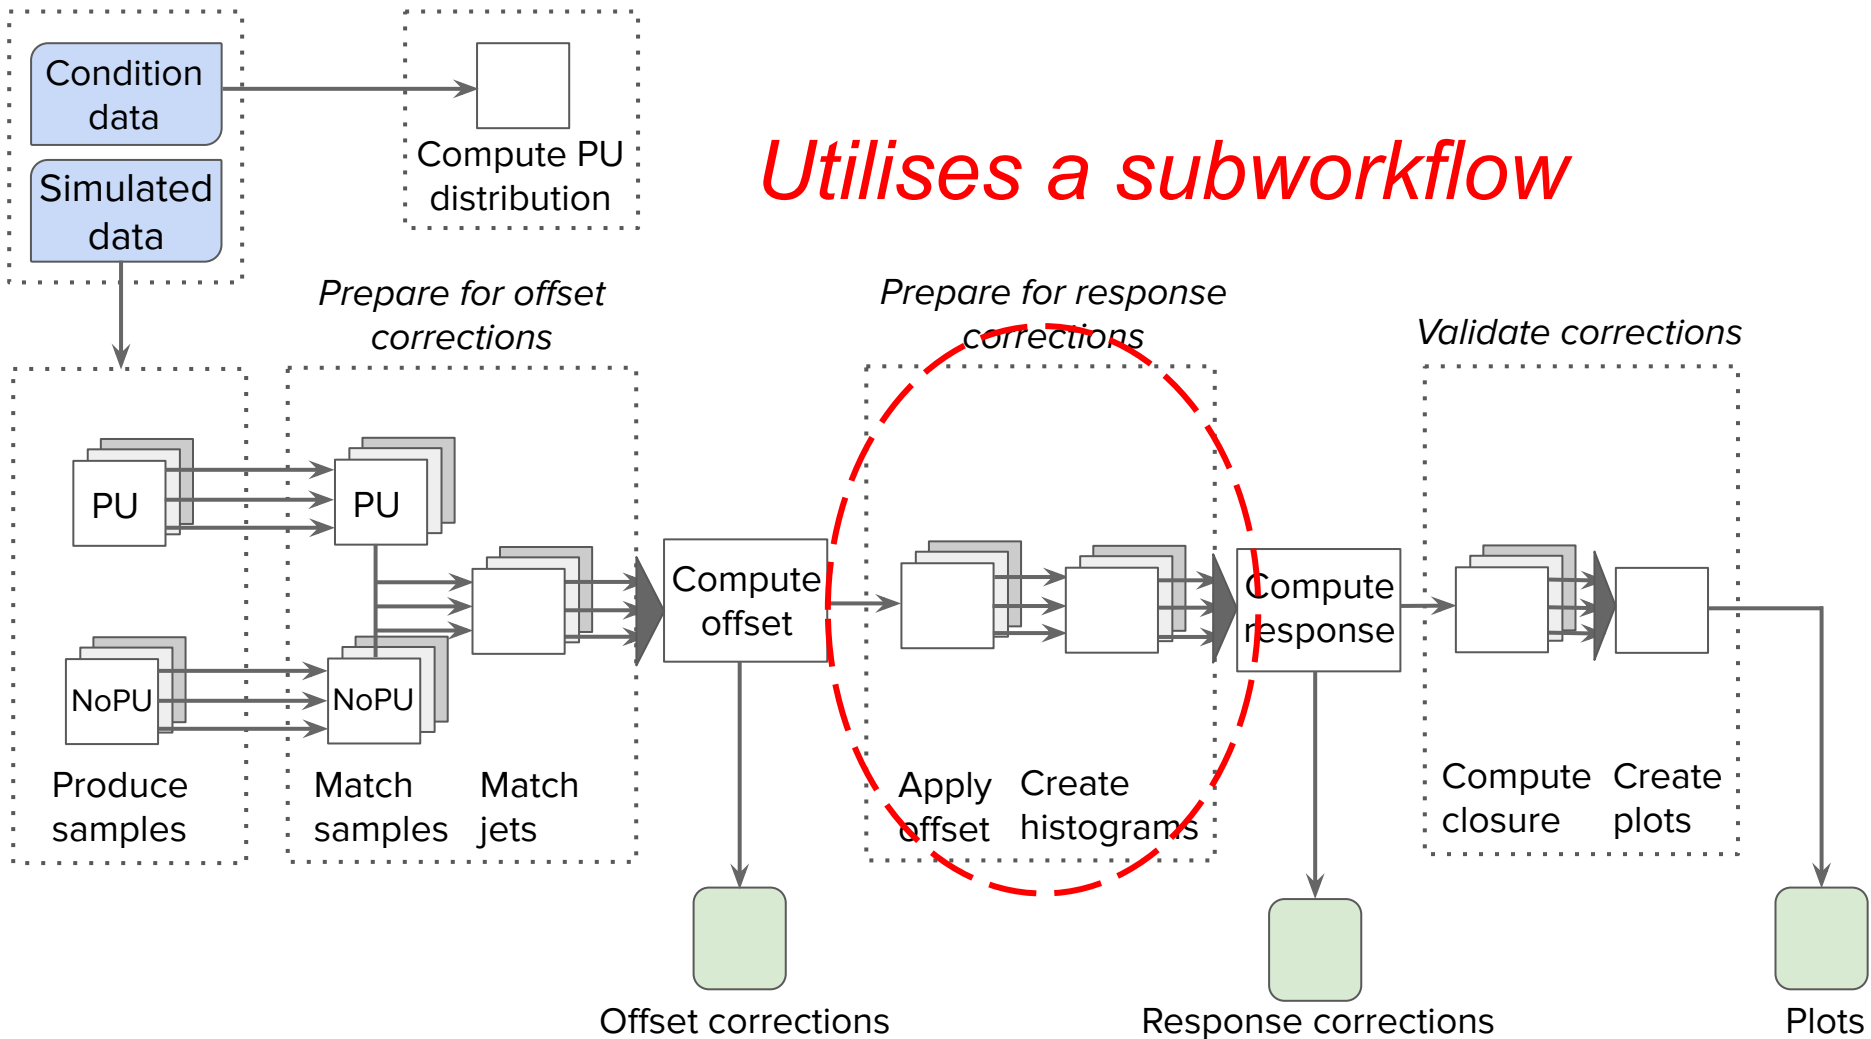 Condition
data
Simulated
data
Compute PU
distribution
Utilises a subworkflow
Prepare for offset
corrections
Prepare for response
corrections
Validate corrections
PU
PU
NoPU
NoPU
Compute
offset
Compute
response
Produce
samples
Match
samples
Match
jets
Apply
offset
Create
histograms
Compute
closure
Create
plots
Offset corrections
Response corrections
Plots